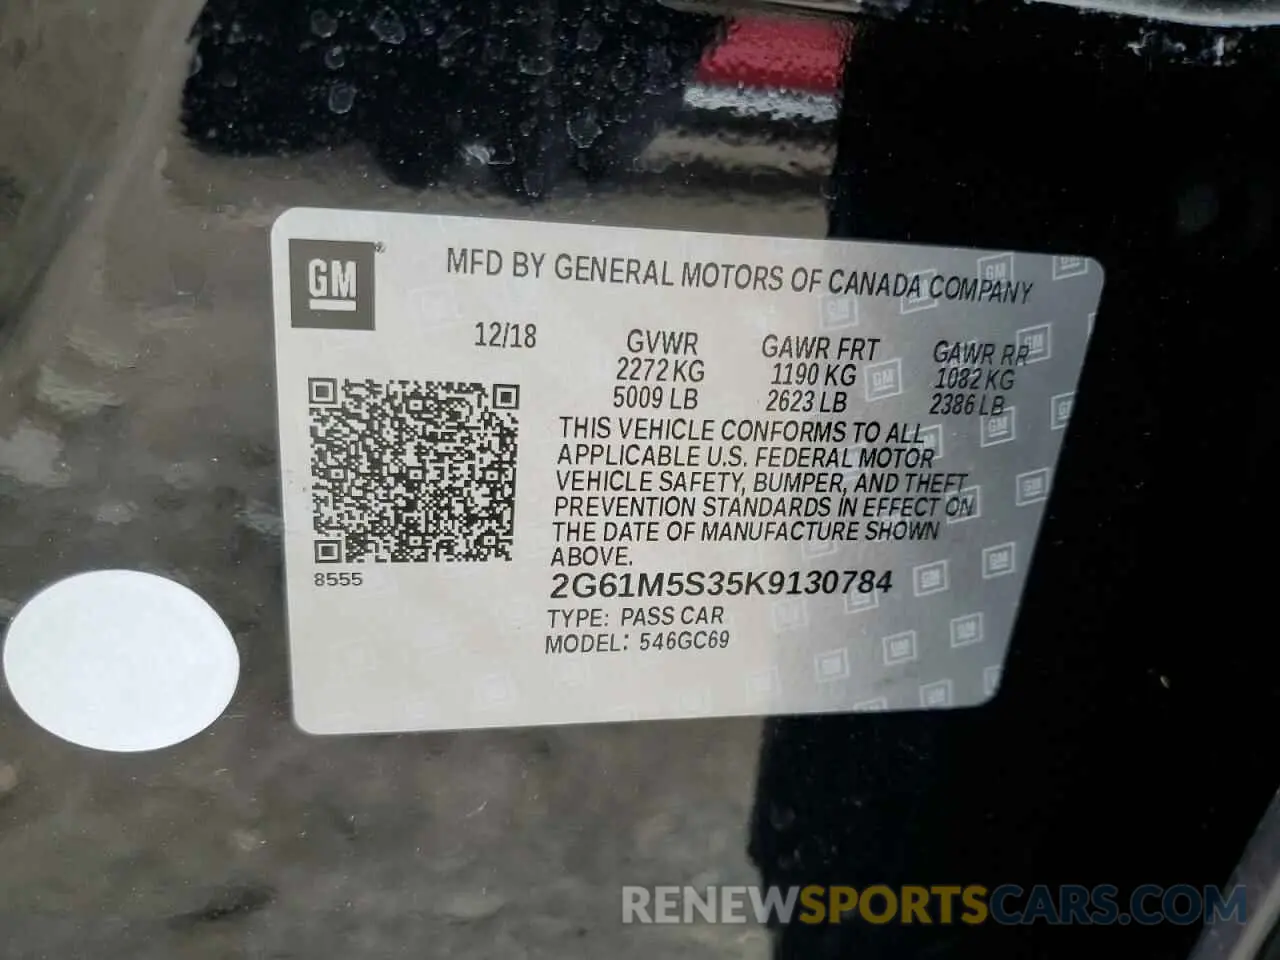 GM®
MFD BY GENERAL MOTORS OF CANADA COMPANY
12/18
GVWR
2272 KG
5009 LB
GAWR FRT
1190 KG
2623 LB
GAWR RR
1082 KG
2386 LB
THIS VEHICLE CONFORMS TO ALL
APPLICABLE U.S. FEDERAL MOTOR
VEHICLE SAFETY, BUMPER, AND THEFT
PREVENTION STANDARDS IN EFFECT ON
THE DATE OF MANUFACTURE SHOWN
ABOVE.
8555
2G61M5S35K9130784
TYPE: PASS CAR
MODEL: 546GC69
RENEWSPORTSCARS.COM